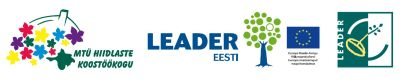 MTÜ HIIDLASTE
KOOSTÖÖKOGU
LEADER
EESTI
LEADER